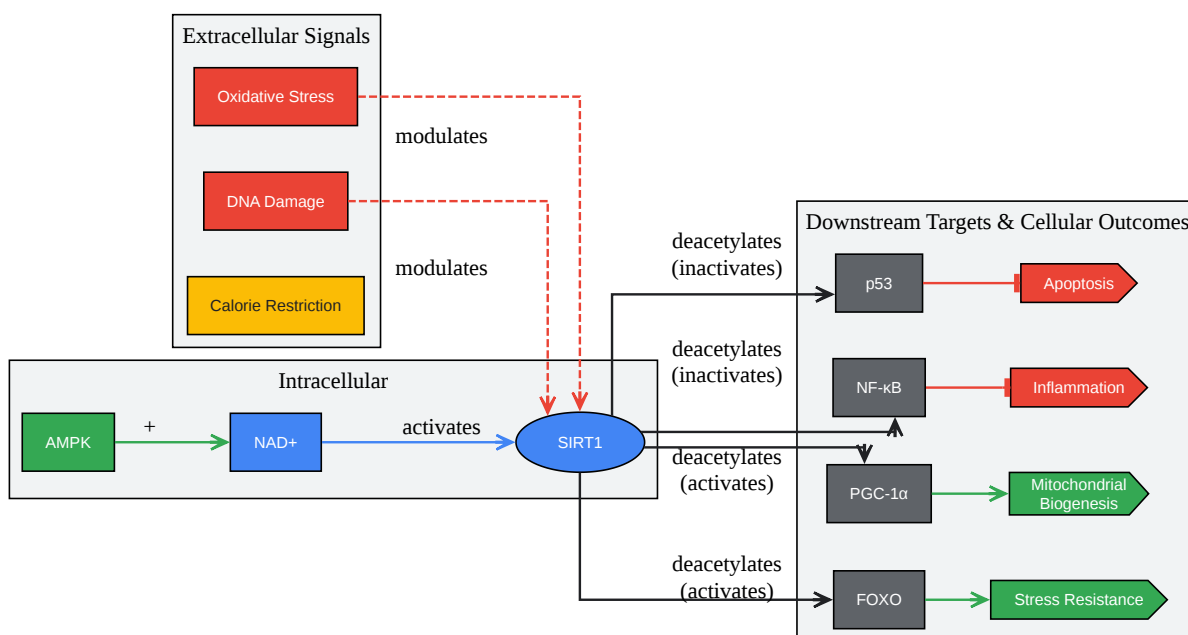 Extracellular Signals
Oxidative Stress
modulates
DNA Damage
modulates
Calorie Restriction
Intracellular
AMPK
+
NAD+
activates
SIRT1
deacetylates
(inactivates)
deacetylates
(inactivates)
deacetylates
(activates)
deacetylates
(activates)
Downstream Targets & Cellular Outcomes
p53
Apoptosis
NF-κB
Inflammation
PGC-1α
Mitochondrial
Biogenesis
FOXO
Stress Resistance